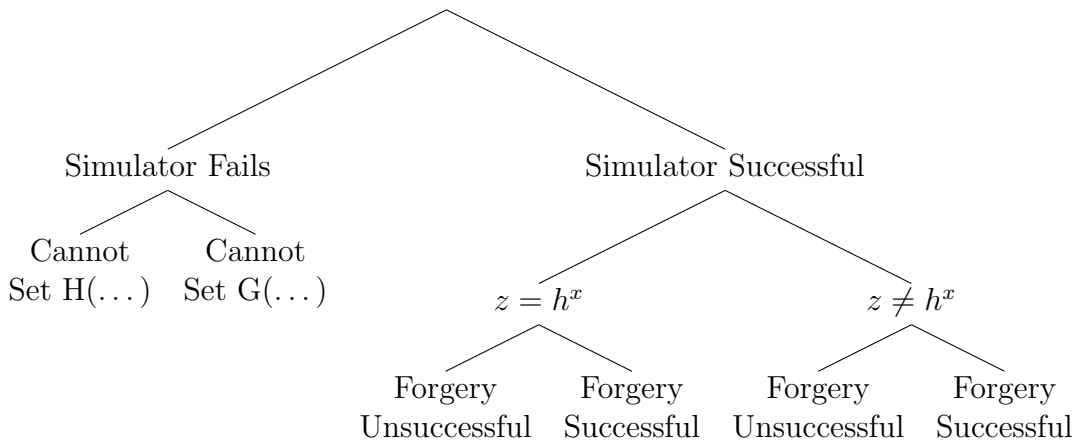 Simulator Fails
Simulator Successful
Cannot
Set H(...)
Cannot
Set G(...)
z = h^x
z ≠ h^x
Forgery
Unsuccessful
Forgery
Successful
Forgery
Unsuccessful
Forgery
Successful